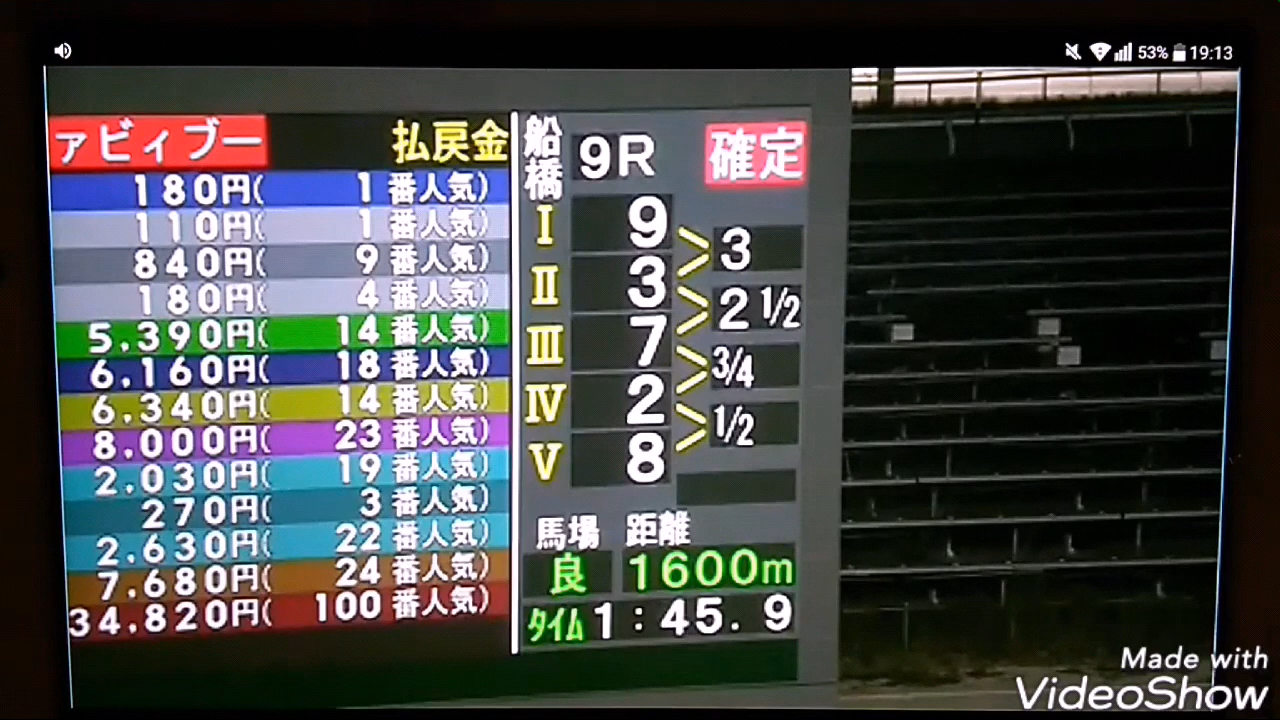 53% 19:13
ァビィブー 払戻金
180円( 1番人気)
110円( 1番人気)
840円( 9番人気)
180円( 4番人気)
5.390円( 14番人気)
6.160円( 18番人気)
6.340円( 14番人気)
8.000円( 23番人気)
2.030円( 19番人気)
270円( 3番人気)
2.630円( 22番人気)
7.680円( 24番人気)
34.820円( 100番人気)
船橋 9R 確定
I 9
3
II 3
2 1/2
III 7
3/4
IV 2
1/2
V 8
馬場 距離
良 1600m
タイム 1:45.9
Made with
VideoShow